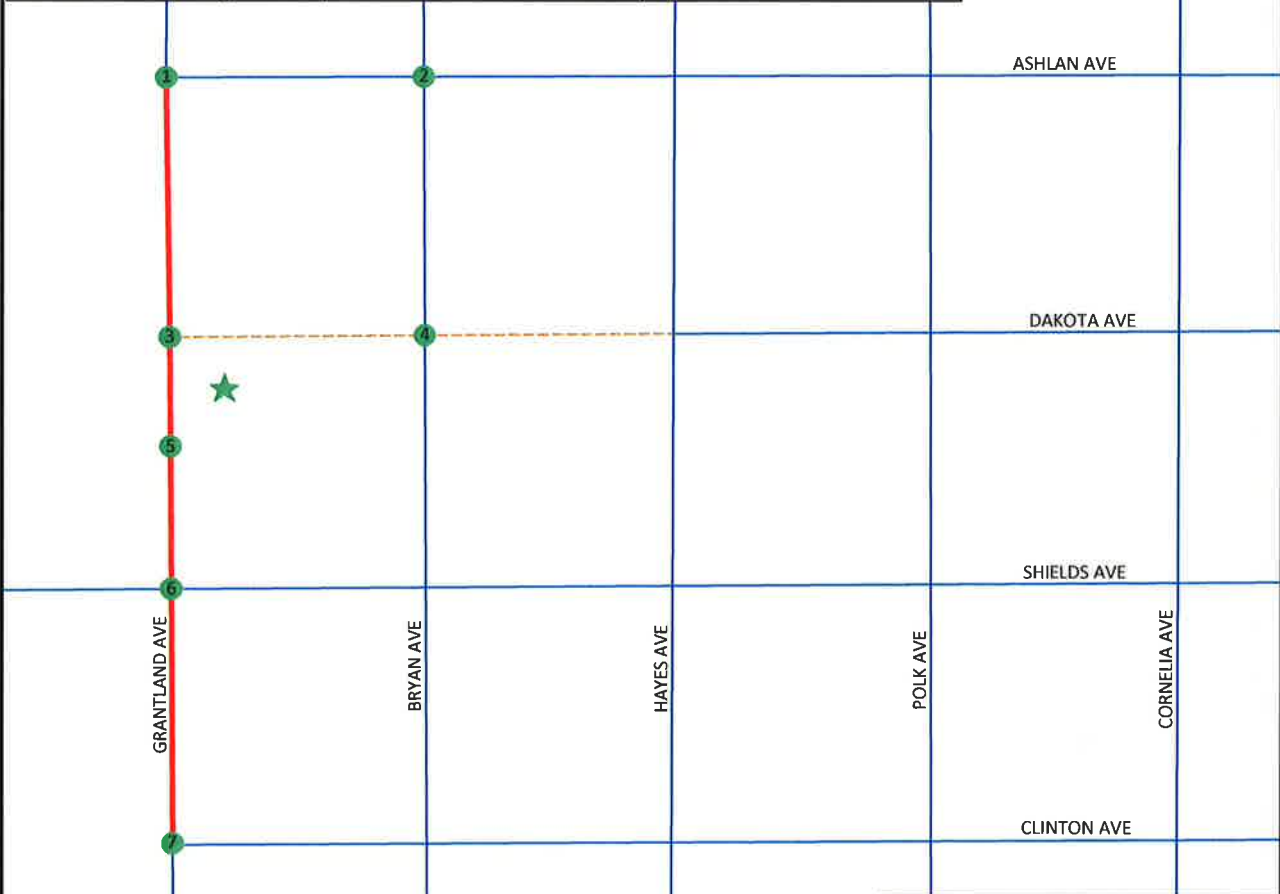 1
2
ASHLAN AVE
3
4
DAKOTA AVE
5
6
SHIELDS AVE
GRANTLAND AVE
BRYAN AVE
HAYES AVE
POLK AVE
CORNELIA AVE
7
CLINTON AVE